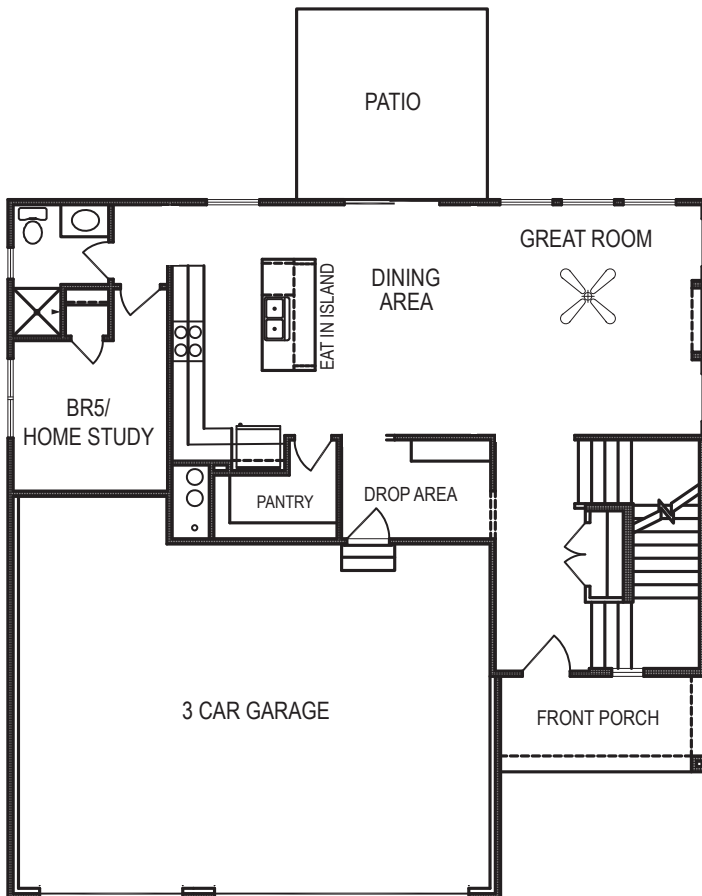 PATIO
GREAT ROOM
DINING
AREA
EAT IN ISLAND
BR5/
HOME STUDY
PANTRY
DROP AREA
3 CAR GARAGE
FRONT PORCH